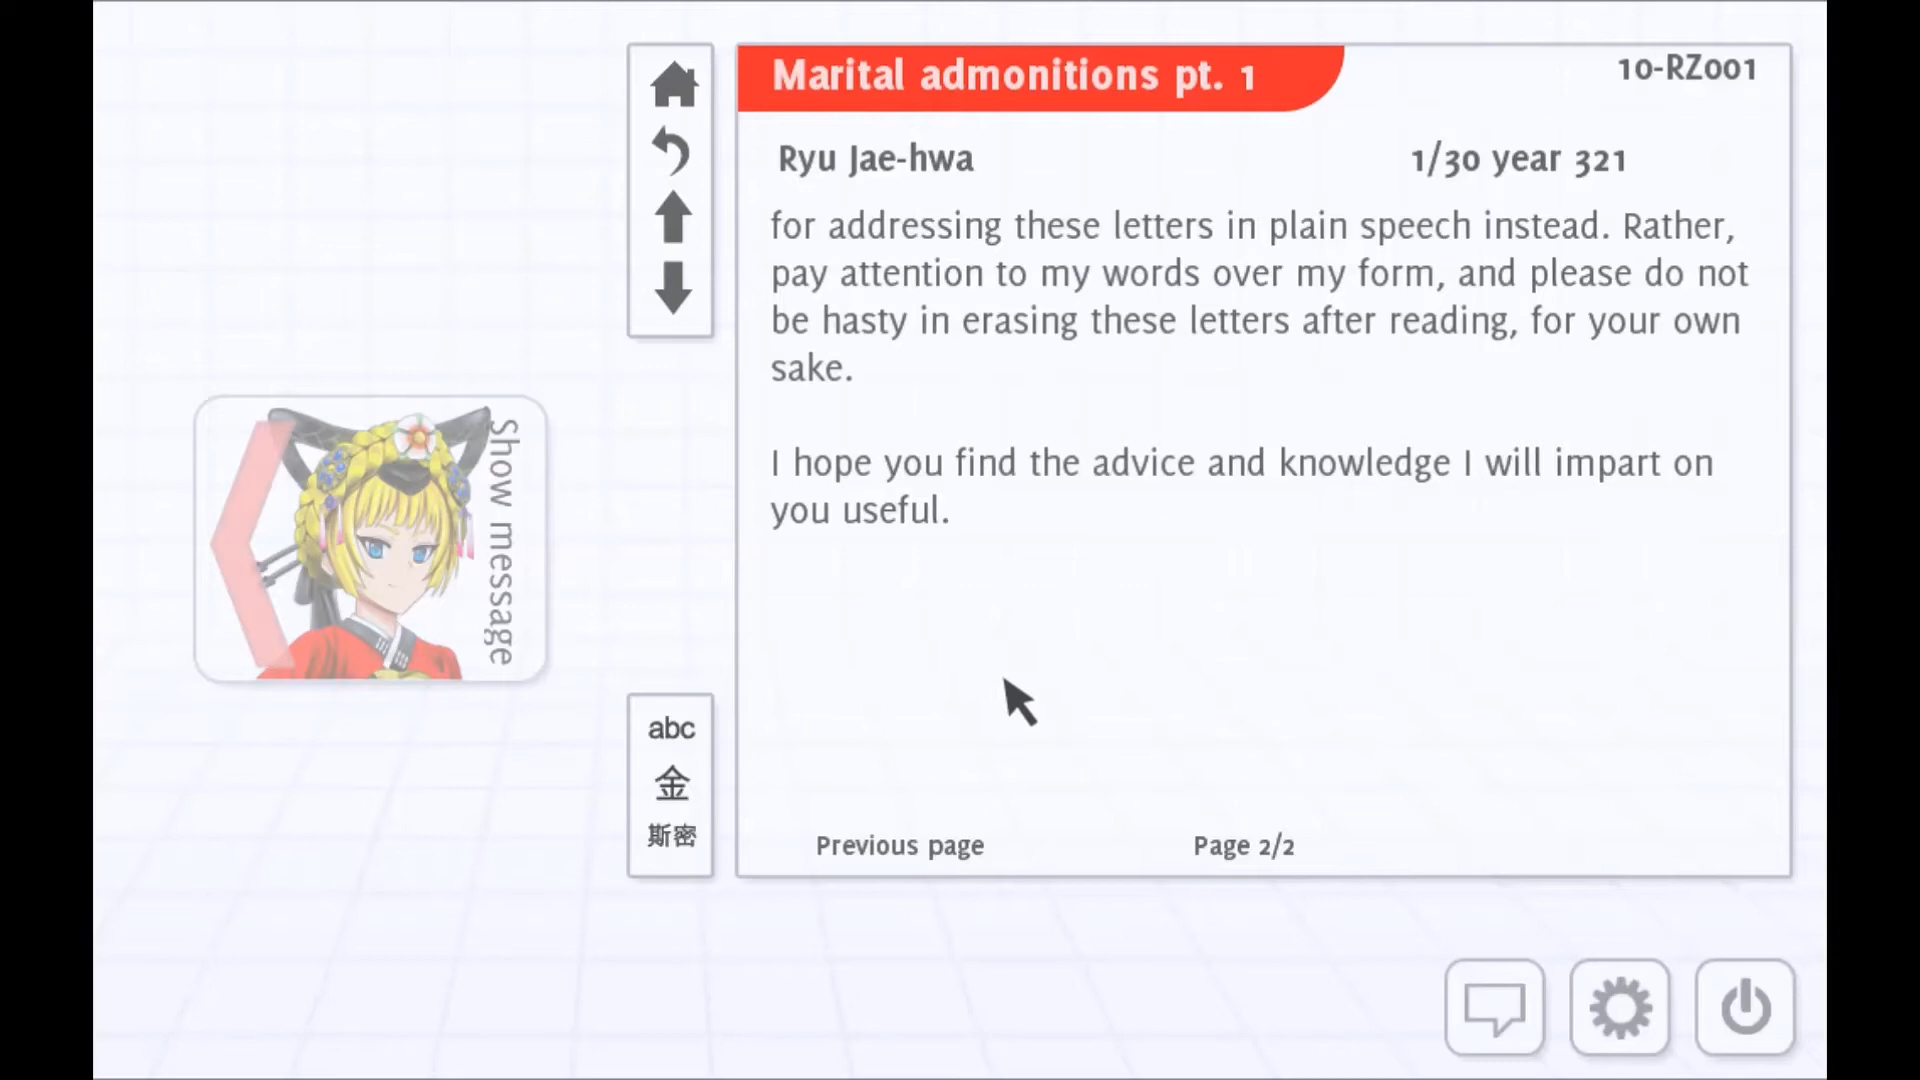 Marital admonitions pt. 1
10-RZ001
Ryu Jae-hwa
1/30 year 321
for addressing these letters in plain speech instead. Rather,
pay attention to my words over my form, and please do not
be hasty in erasing these letters after reading, for your own
sake.
I hope you find the advice and knowledge I will impart on
you useful.
Show message
abc
金
斯密
Previous page
Page 2/2